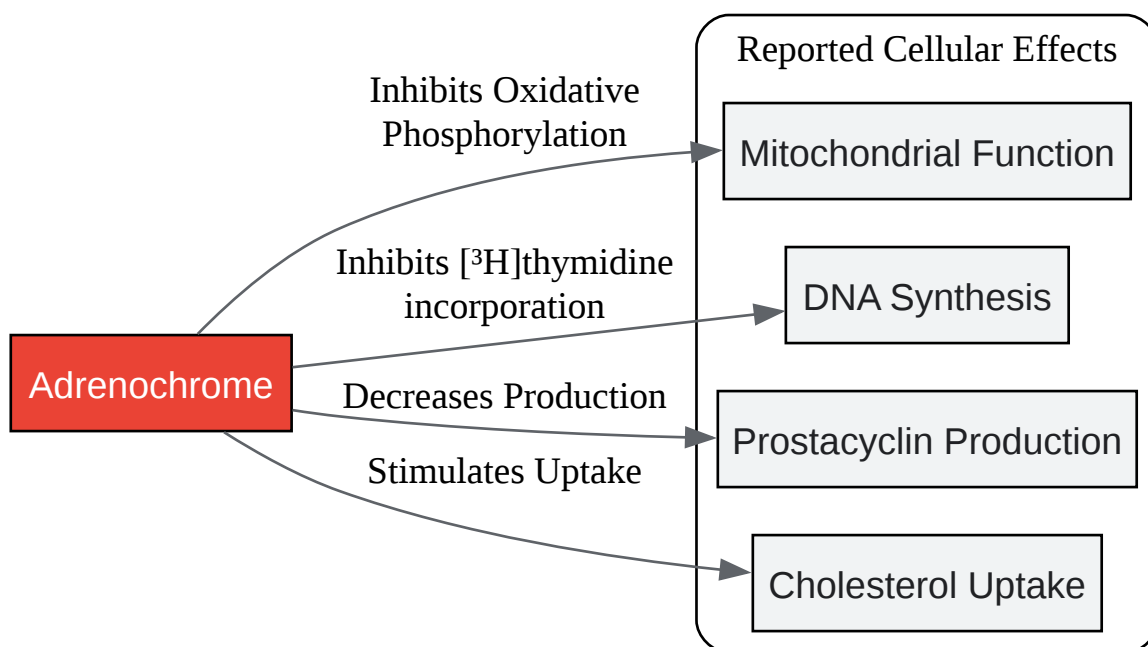 Reported Cellular Effects
Inhibits Oxidative
Phosphorylation
Mitochondrial Function
Inhibits [³H]thymidine
incorporation
DNA Synthesis
Adrenochrome
Decreases Production
Prostacyclin Production
Stimulates Uptake
Cholesterol Uptake